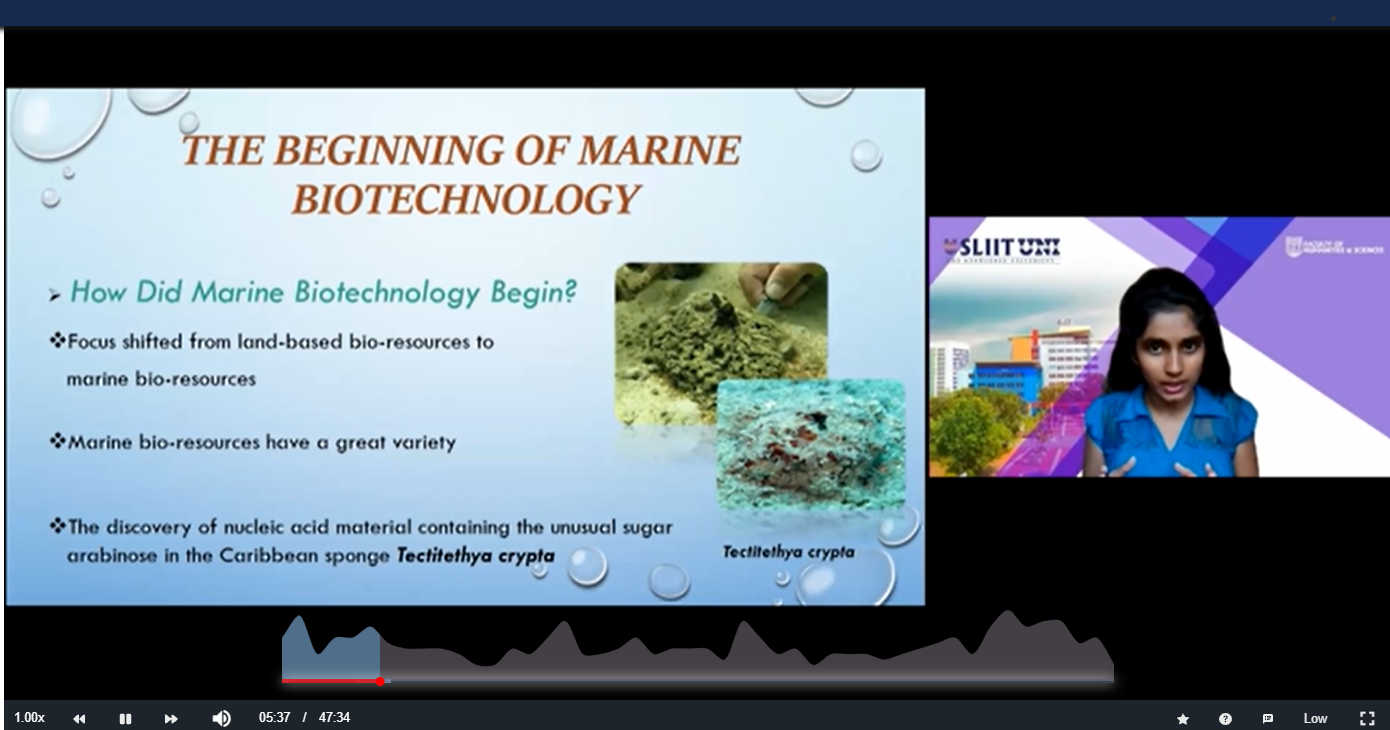 THE BEGINNING OF MARINE
BIOTECHNOLOGY
➢ How Did Marine Biotechnology Begin?
❖Focus shifted from land-based bio-resources to
marine bio-resources
❖Marine bio-resources have a great variety
❖The discovery of nucleic acid material containing the unusual sugar
arabinose in the Caribbean sponge Tectitethya crypta
Tectitethya crypta
SLIIT UNI
THE KNOWLEDGE UNIVERSITY
FACULTY OF
HUMANITIES & SCIENCES
1.00x
05:37 / 47:34
Low